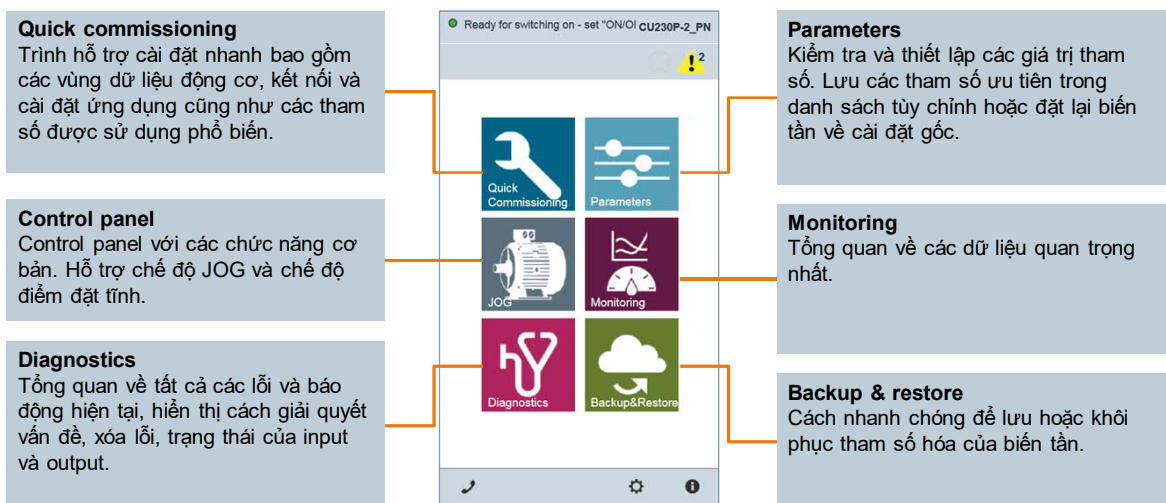 Quick commissioning
Trình hỗ trợ cài đặt nhanh bao gồm
các vùng dữ liệu động cơ, kết nối và
cài đặt ứng dụng cũng như các tham
số được sử dụng phổ biến.
Control panel
Control panel với các chức năng cơ
bản. Hỗ trợ chế độ JOG và chế độ
điểm đặt tĩnh.
Diagnostics
Tổng quan về tất cả các lỗi và báo
động hiện tại, hiển thị cách giải quyết
vấn đề, xóa lỗi, trạng thái của input
và output.
Ready for switching on - set "ON/OI CU230P-2_PN
2
Quick
Commissioning
Parameters
JOG
Monitoring
Diagnostics
Backup&Restore
Parameters
Kiểm tra và thiết lập các giá trị tham
số. Lưu các tham số ưu tiên trong
danh sách tùy chỉnh hoặc đặt lại biến
tần về cài đặt gốc.
Monitoring
Tổng quan về các dữ liệu quan trọng
nhất.
Backup & restore
Cách nhanh chóng để lưu hoặc khôi
phục tham số hóa của biến tần.